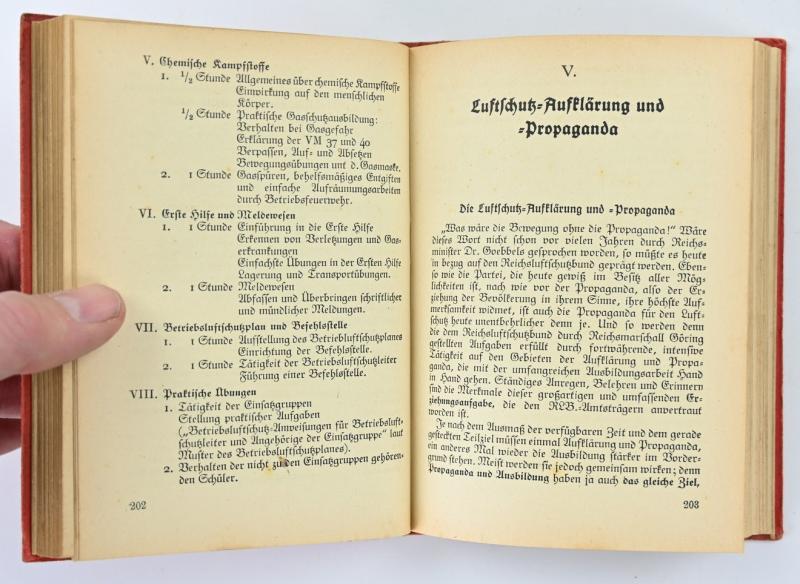 V. Chemische Kampfstoffe
1. 1/2 Stunde Allgemeines über chemische Kampfstoffe
Einwirkung auf den menschlichen
Körper.
1/2 Stunde Praktische Gasschutzausbildung:
Verhalten bei Gasgefahr
Erklärung der VM 37 und 40
Verpassen, Auf- und Absetzen
Bewegungsübungen unt d. Gasmaske.
2. 1 Stunde Gasspüren, behelfsmäßiges Entgiften
und einfache Aufräumungsarbeiten
durch Betriebsfeuerwehr.
VI. Erste Hilfe und Meldewesen
1. 1 Stunde Einführung in die Erste Hilfe
Erkennen von Verletzungen und Gas-
erkrankungen
Einfachste Übungen in der Ersten Hilfe
Lagerung und Transportübungen.
2. 1 Stunde Meldewesen
Abfassen und Überbringen schriftlicher
und mündlicher Meldungen.
VII. Betriebsluftschutzplan und Befehlsstelle
1. 1 Stunde Aufstellung des Betriebluftschutzplanes
Einrichtung der Befehlsstelle.
2. 1 Stunde Tätigkeit der Betriebsluftschutzleiter
Führung einer Befehlsstelle.
VIII. Praktische Übungen
1. Tätigkeit der Einsatzgruppen
Stellung praktischer Aufgaben
(„Betriebsluftschutz-Anweisungen für Betriebsluft-
schutzleiter und Angehörige der Einsatzgruppe" laut
Muster des Betriebsluftschutzplanes).
2. Verhalten der nicht zu den Einsatzgruppen gehören-
den Schüler.
202
V.
Luftschutz-Aufklärung und
-Propaganda
Die Luftschutz-Aufklärung und -Propaganda
„Was wäre die Bewegung ohne die Propaganda!" Wäre
dieses Wort nicht schon vor vielen Jahren durch Reichs-
minister Dr. Goebbels gesprochen worden, so müßte es heute
in bezug auf den Reichsluftschutzbund geprägt werden. Eben-
so wie die Partei, die heute gewiß im Besitz aller Mög-
lichkeiten ist, nach wie vor der Propaganda, also der Er-
ziehung der Bevölkerung in ihrem Sinne, ihre höchste Auf-
merksamkeit widmet, ist auch die Propaganda für den Luft-
schutz heute unentbehrlicher denn je. Und so werden denn
die dem Reichsluftschutzbund durch Reichsmarschall Göring
gestellten Aufgaben erfüllt durch fortwährende, intensive
Tätigkeit auf den Gebieten der Aufklärung und Propa-
ganda, die mit der umfangreichen Ausbildungsarbeit Hand
in Hand gehen. Ständiges Anregen, Belehren und Erinnern
sind die Merkmale dieser großartigen und umfassenden Er-
ziehungsaufgabe, die den RLB.-Amtsträgern anvertraut
worden ist.
Je nach dem Ausmaß der verfügbaren Zeit und dem gerade
gesteckten Teilziel müssen einmal Aufklärung und Propaganda,
ein anderes Mal wieder die Ausbildung stärker im Vorder-
grund stehen. Meist werden sie jedoch gemeinsam wirken; denn
Propaganda und Ausbildung haben ja auch das gleiche Ziel,
203